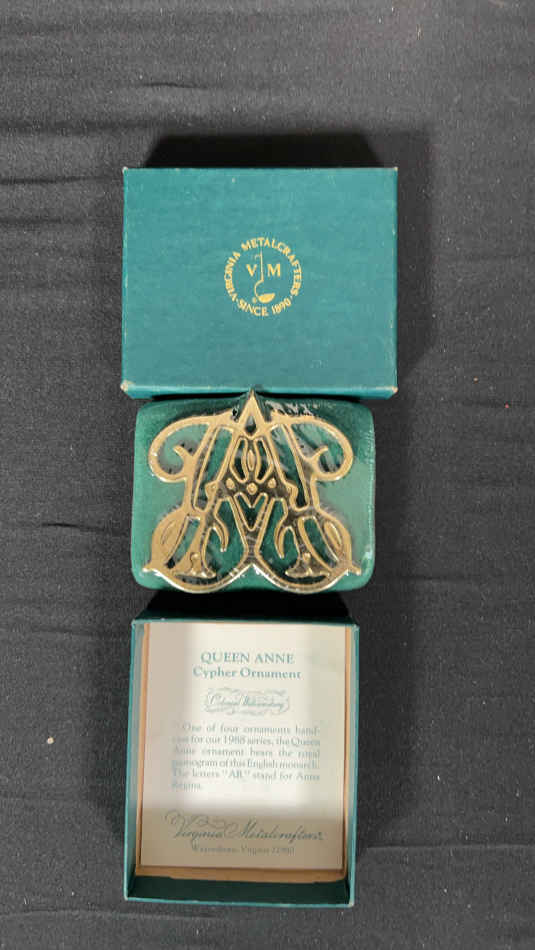 VIRGINIA METALCRAFTERS
V M
SINCE 1890
QUEEN ANNE
Cypher Ornament
Colonial Williamsburg
One of four ornaments hand-
cast for our 1988 series, the Queen
Anne ornament bears the royal
monogram of this English monarch.
The letters "AR" stand for Anna
Regina.
Virginia Metalcrafters
Waynesboro, Virginia 22980